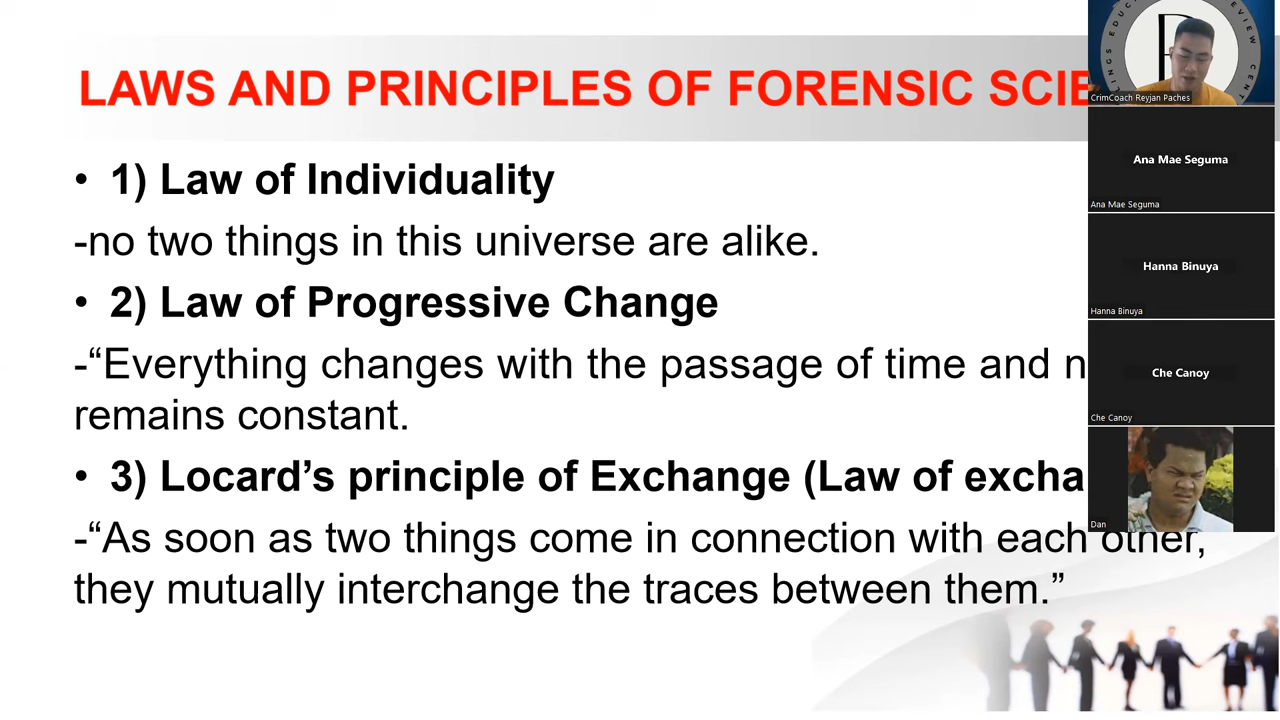 LAWS AND PRINCIPLES OF FORENSIC
• 1) Law of Individuality
-no two things in this universe are alike.
• 2) Law of Progressive Change
-“Everything changes with the passage of time and
remains constant.
• 3) Locard’s principle of Exchange (Law of
-“As soon as two things come in connection with each other,
they mutually interchange the traces between them.”
CrimCoach Reyjan Paches
Ana Mae Seguma
Ana Mae Seguma
Hanna Binuya
Hanna Binuya
Che Canoy
Che Canoy
Dan